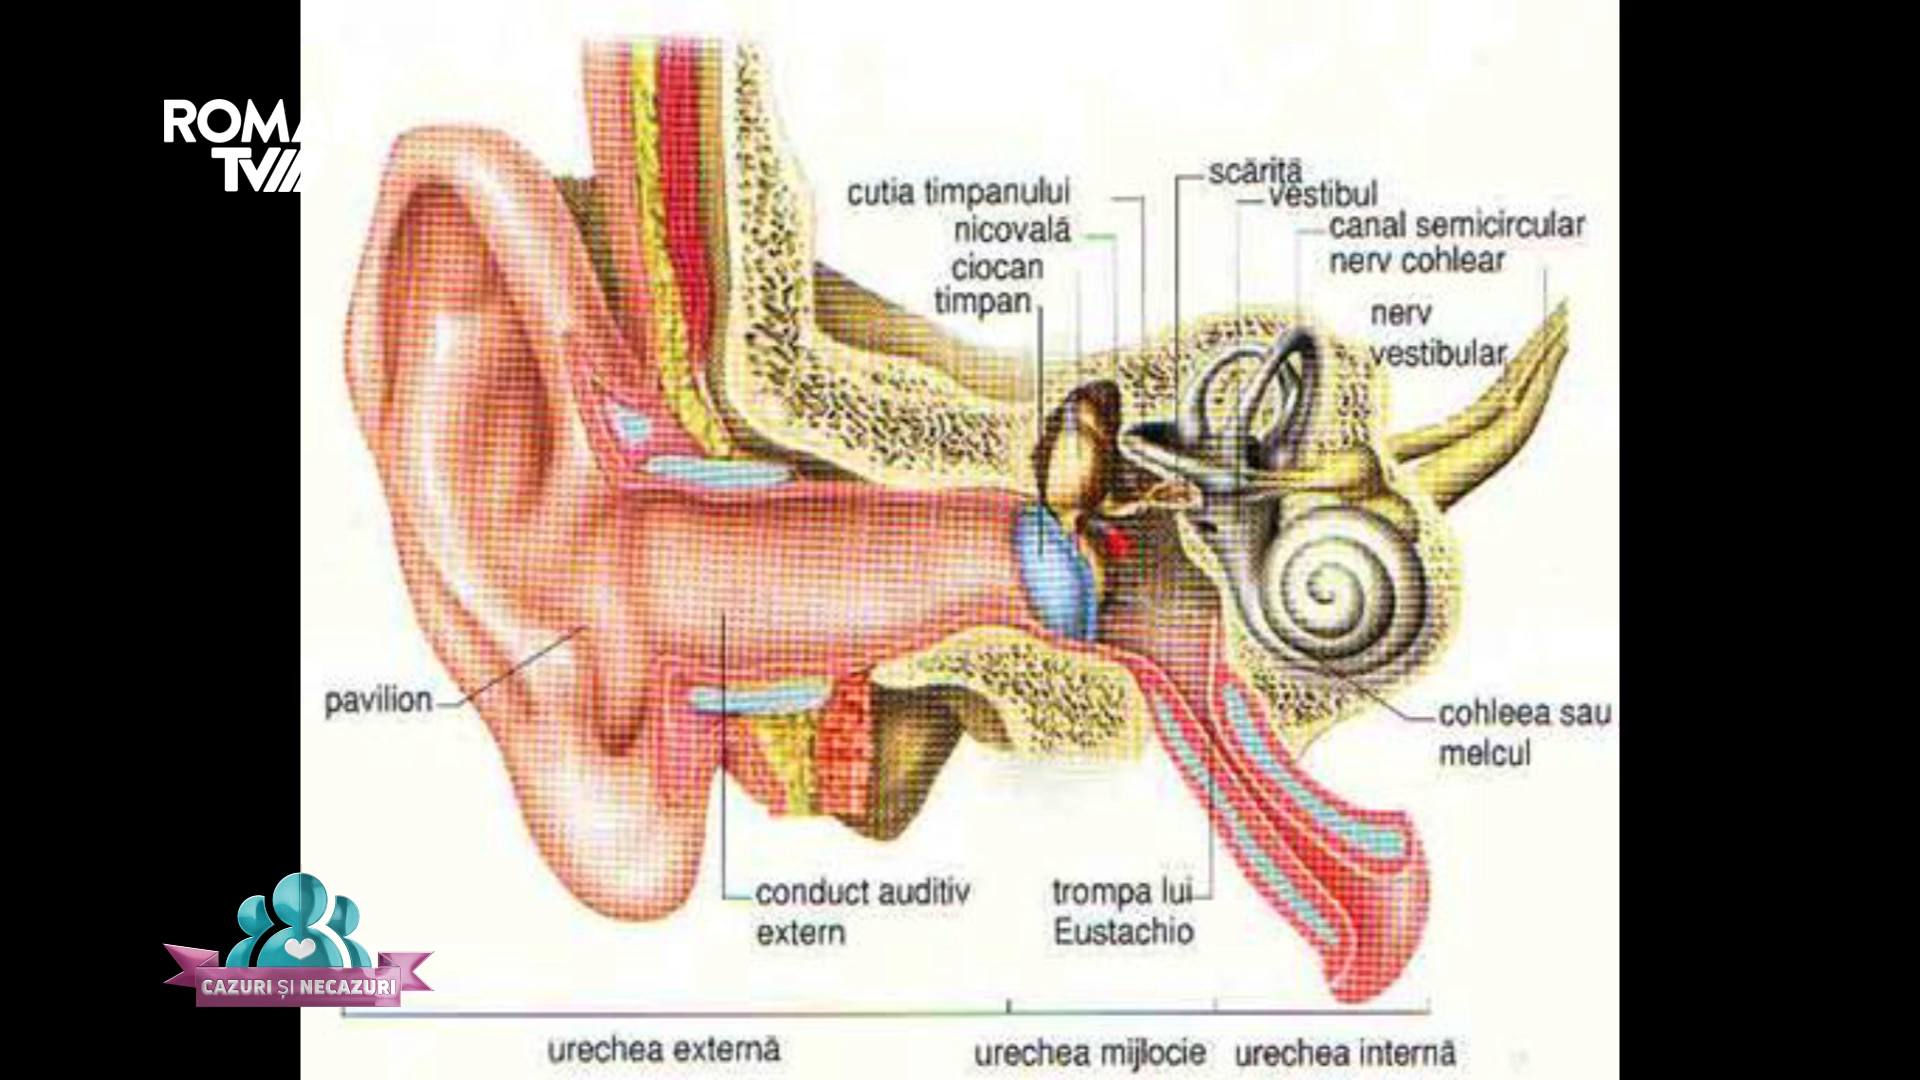 ROMA
TV
scărită
cutia timpanului
vestibul
nicovală
canal semicircular
ciocan
nerv cohlear
timpan
nerv
vestibular
pavilion
cohleea sau
melcul
conduct auditiv
extern
trompa lui
Eustachio
CAZURI ȘI NECAZURI
urechea externă
urechea mijlocie
urechea internă